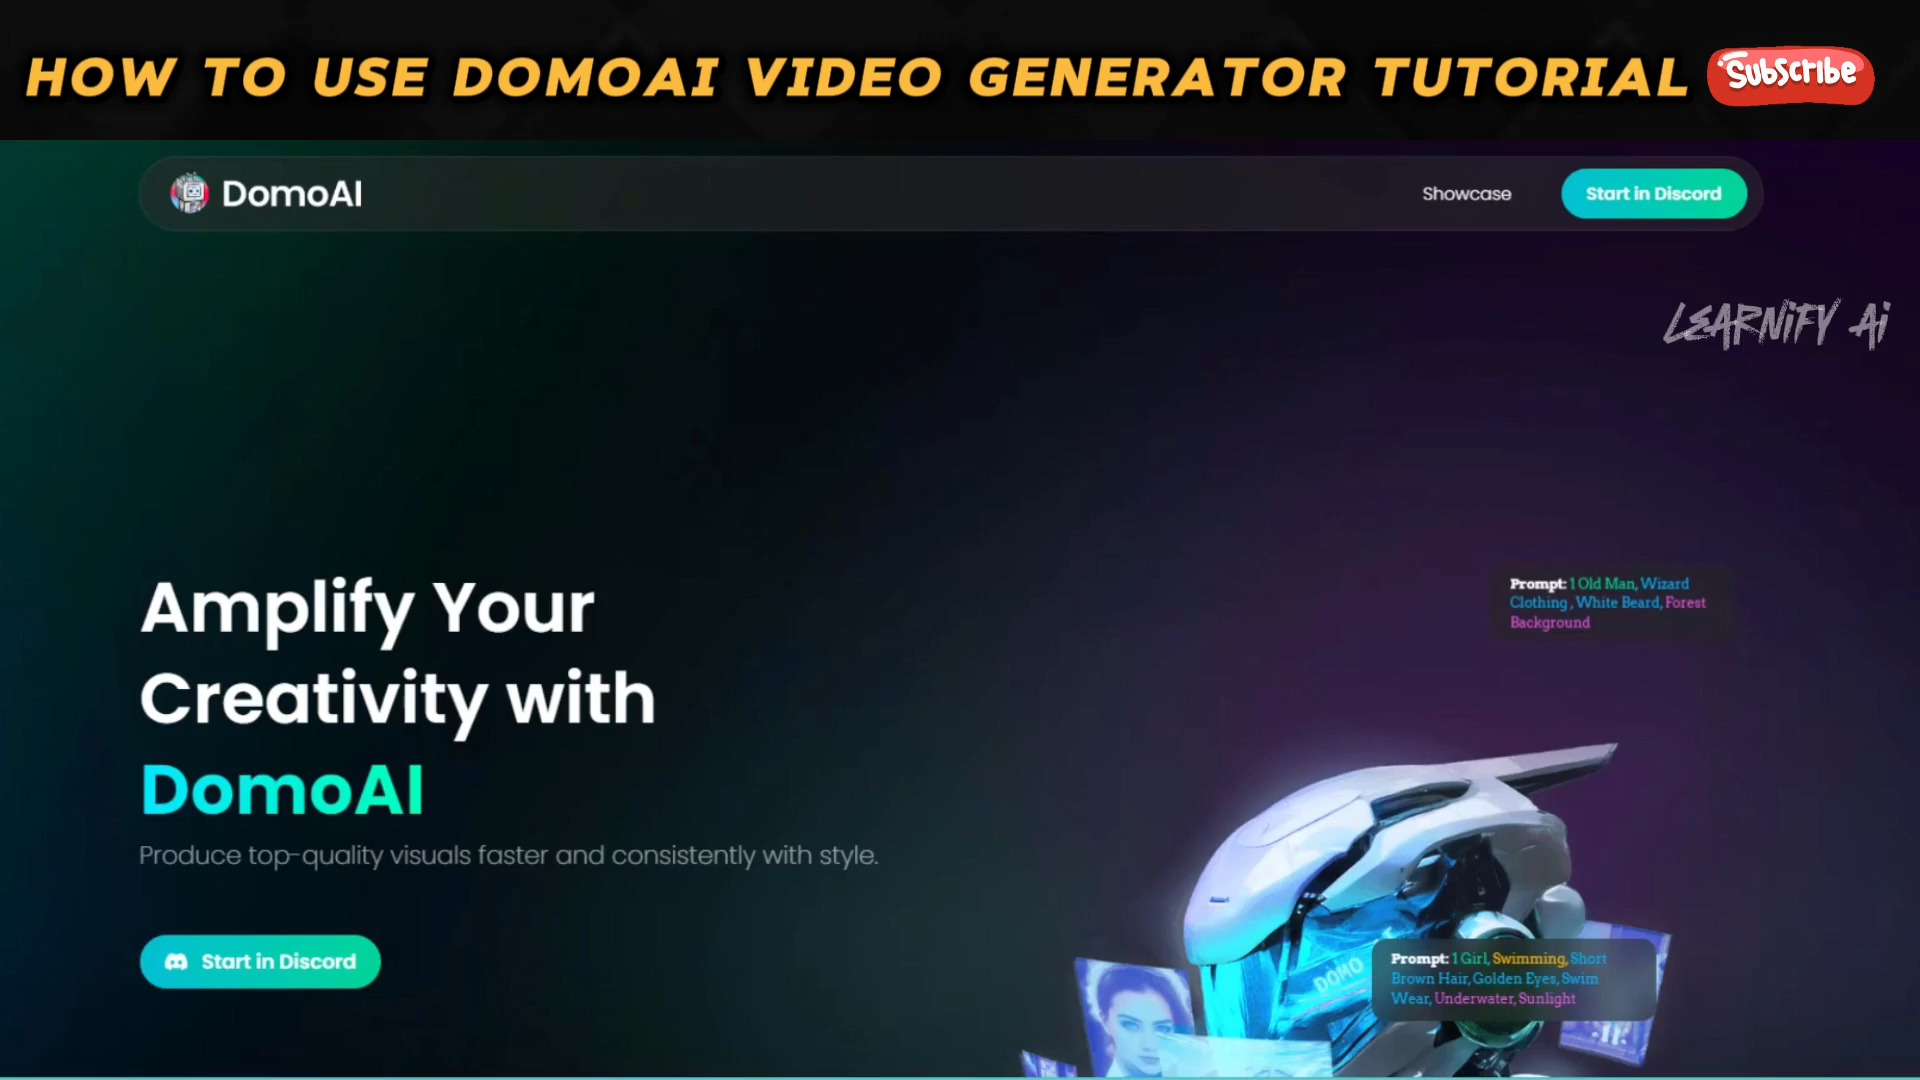 HOW TO USE DOMOAI VIDEO GENERATOR TUTORIAL
Subscribe
DomoAI
Showcase
Start in Discord
LEARNIFY Ai
Amplify Your
Creativity with
DomoAI
Produce top-quality visuals faster and consistently with style.
Start in Discord
Prompt: 1 Old Man, Wizard
Clothing , White Beard, Forest
Background
DOMO
Prompt: 1 Girl, Swimming, Short
Brown Hair, Golden Eyes, Swim
Wear, Underwater, Sunlight